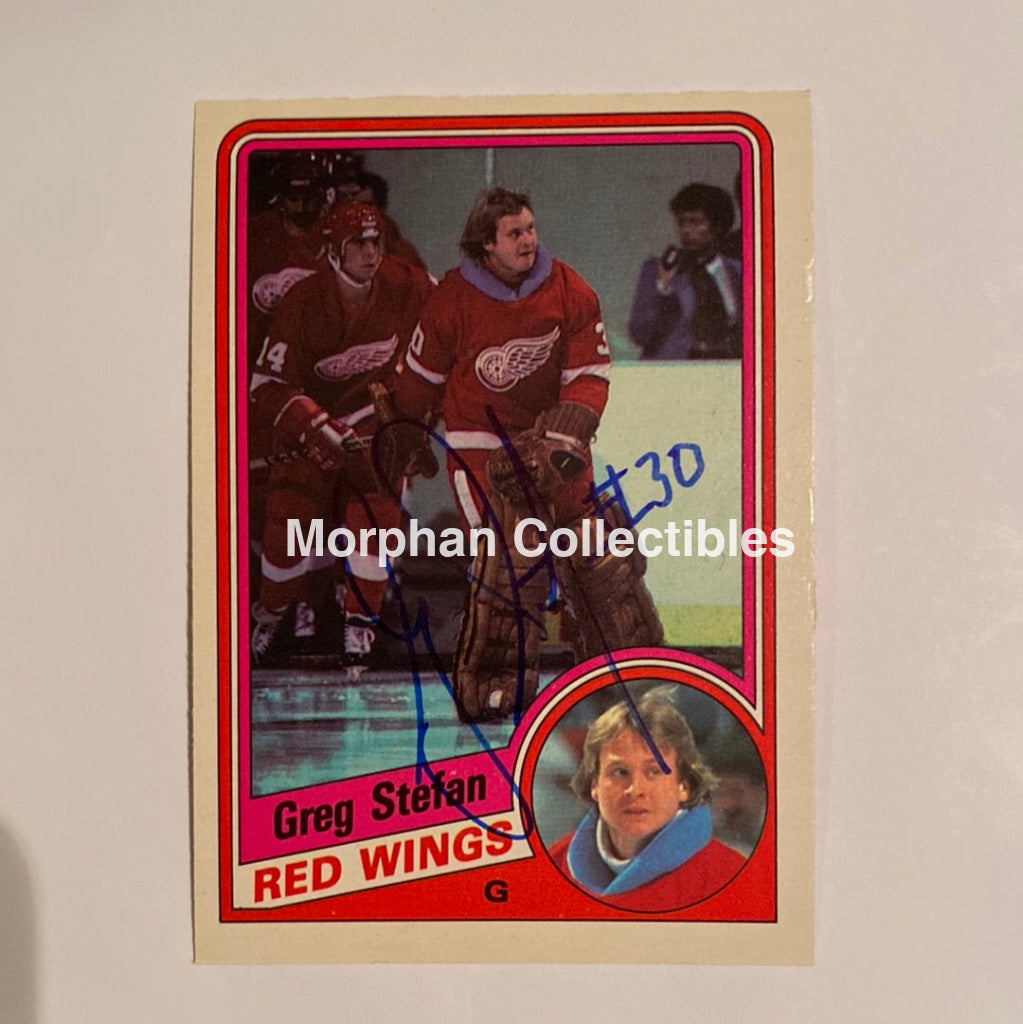 14
30
#30
Morphan Collectibles
Greg Stefan
RED WINGS
G